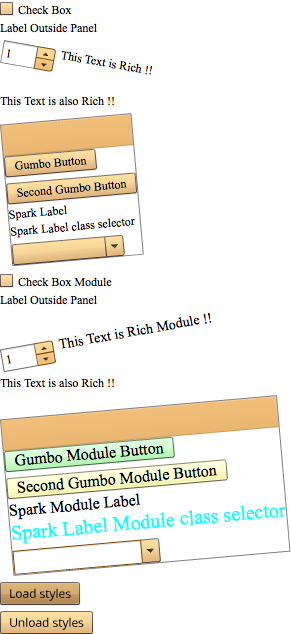 Check Box
Label Outside Panel
1
This Text is Rich !!
This Text is also Rich !!
Gumbo Button
Second Gumbo Button
Spark Label
Spark Label class selector
Check Box Module
Label Outside Panel
This Text is Rich Module !!
1
This Text is also Rich !!
Gumbo Module Button
Second Gumbo Module Button
Spark Module Label
Spark Label Module class selector
Load styles
Unload styles